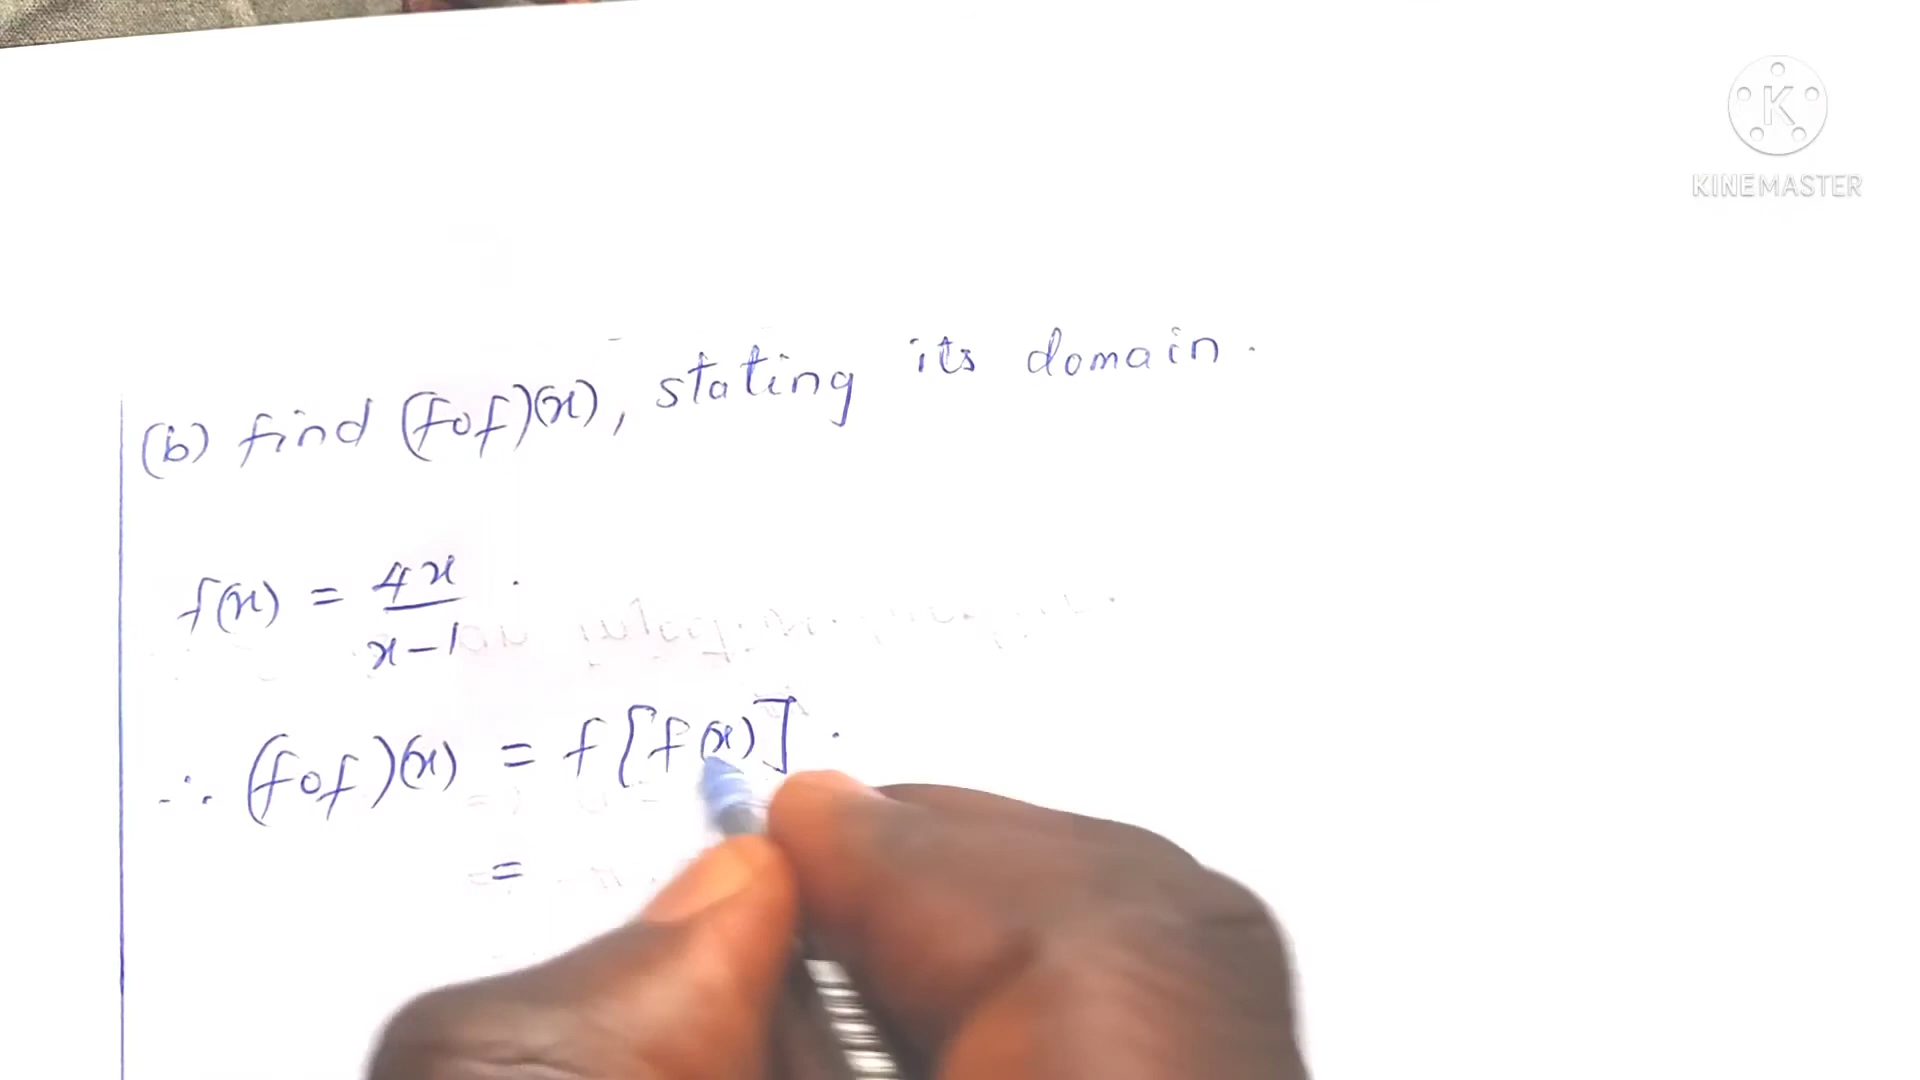 KINEMASTER
(b) find (fof)(x), stating its domain.
f(x) = 4x / x-1 .
∴ (fof)(x) = f[f(x)] .
=